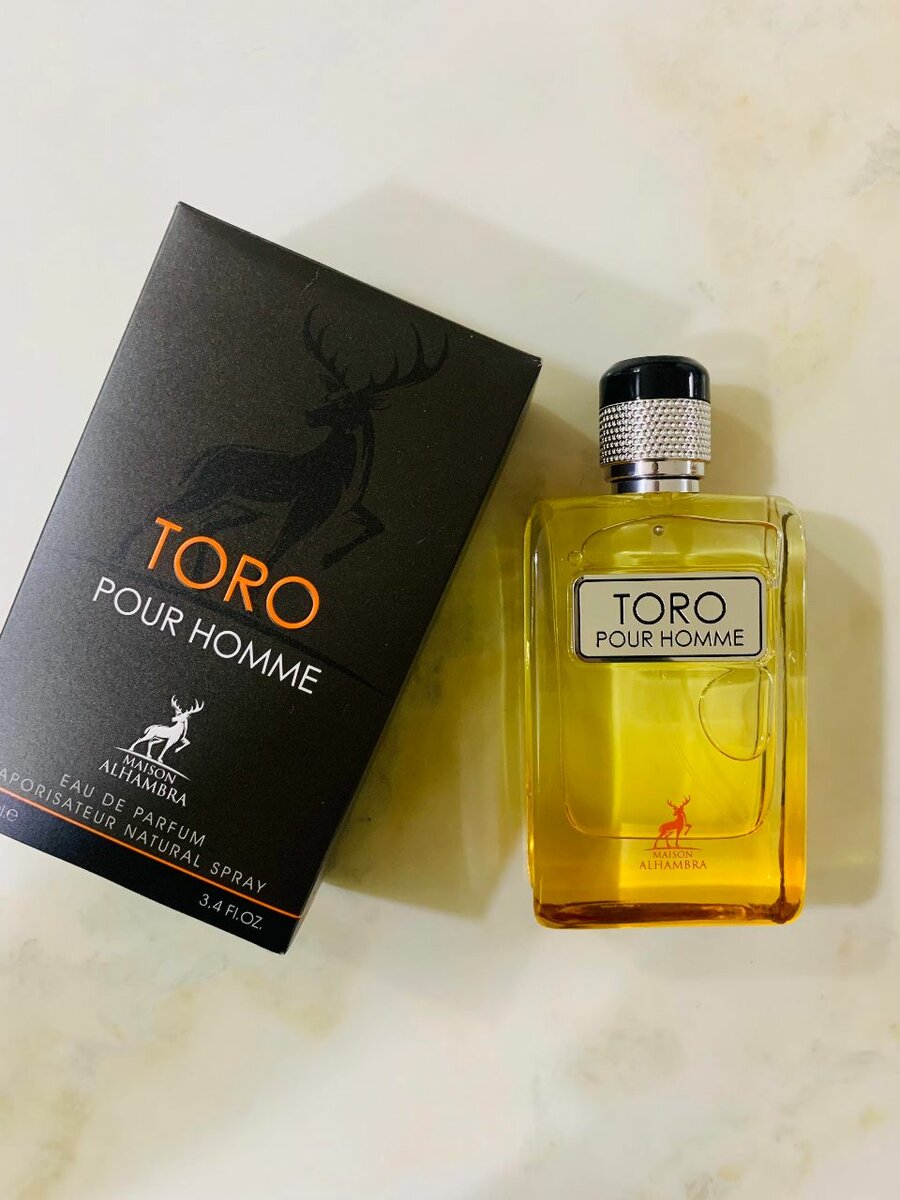 TORO
POUR HOMME
MAISON
ALHAMBRA
EAU DE PARFUM
APORISATEUR NATURAL SPRAY
3.4 Fl.OZ.
TORO
POUR HOMME
MAISON
ALHAMBRA